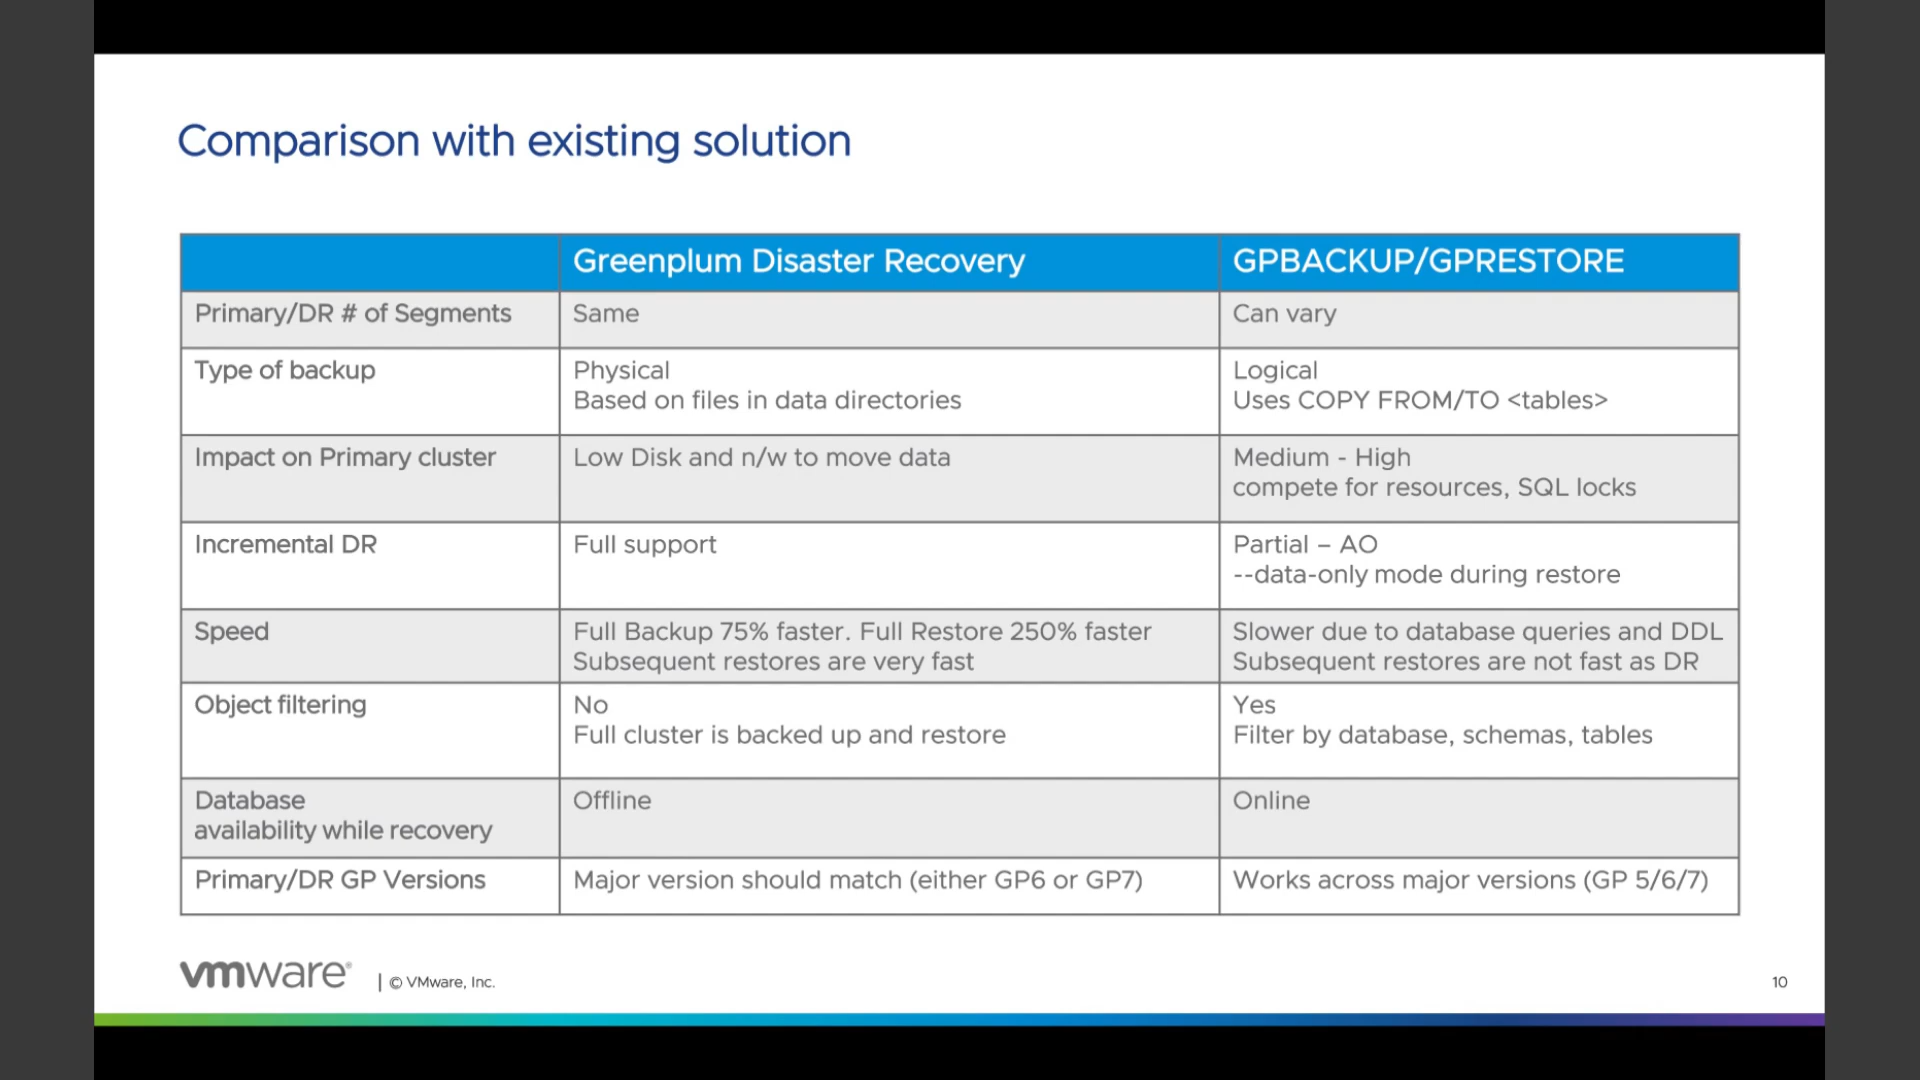 Comparison with existing solution
Greenplum Disaster Recovery
GPBACKUP/GPRESTORE
Primary/DR # of Segments
Same
Can vary
Type of backup
Physical
Based on files in data directories
Logical
Uses COPY FROM/TO <tables>
Impact on Primary cluster
Low Disk and n/w to move data
Medium - High
compete for resources, SQL locks
Incremental DR
Full support
Partial – AO
--data-only mode during restore
Speed
Full Backup 75% faster. Full Restore 250% faster
Subsequent restores are very fast
Slower due to database queries and DDL
Subsequent restores are not fast as DR
Object filtering
No
Full cluster is backed up and restore
Yes
Filter by database, schemas, tables
Database
availability while recovery
Offline
Online
Primary/DR GP Versions
Major version should match (either GP6 or GP7)
Works across major versions (GP 5/6/7)
vmware®
| © VMware, Inc.
10